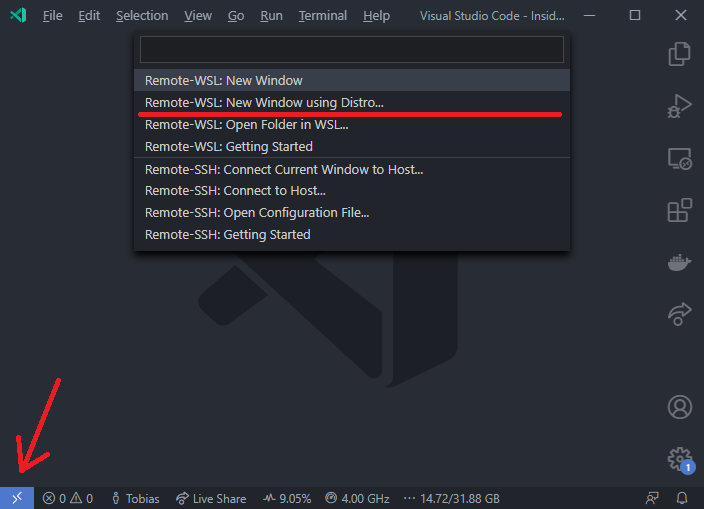 File Edit Selection View Go Run Terminal Help Visual Studio Code - Insid...
Remote-WSL: New Window
Remote-WSL: New Window using Distro...
Remote-WSL: Open Folder in WSL...
Remote-WSL: Getting Started
Remote-SSH: Connect Current Window to Host...
Remote-SSH: Connect to Host...
Remote-SSH: Open Configuration File...
Remote-SSH: Getting Started
1
0 0 Tobias Live Share 9.05% 4.00 GHz 14.72/31.88 GB